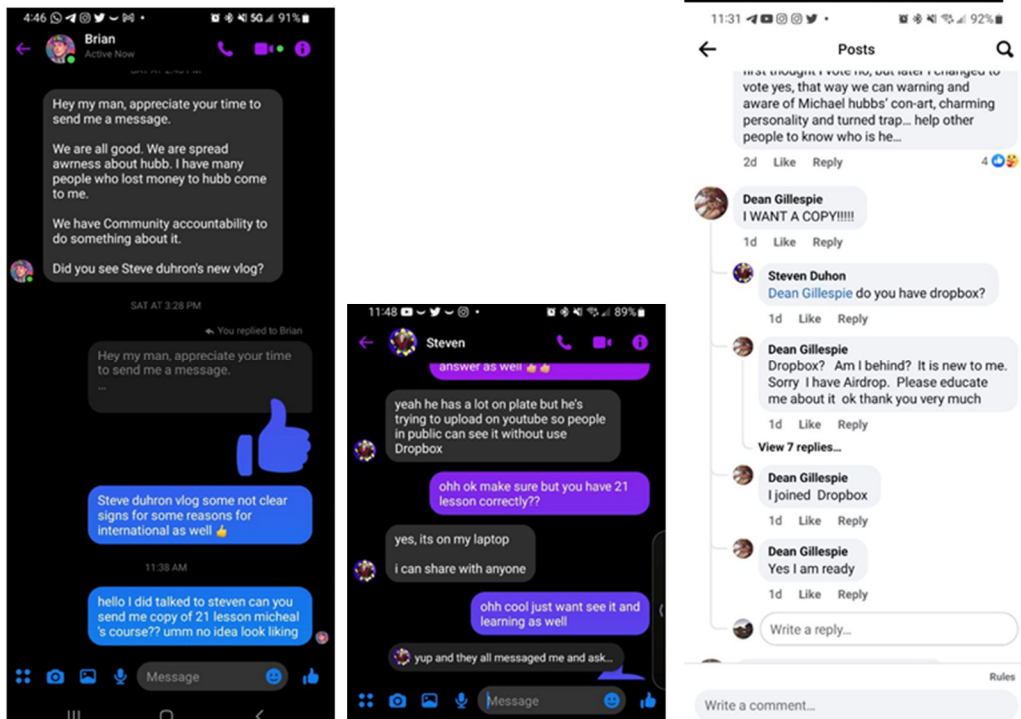 4:46
5G
91%
Brian
Active Now
Hey my man, appreciate your time to
send me a message.
We are all good. We are spread
awrness about hubb. I have many
people who lost money to hubb come
to me.
We have Community accountability to
do something about it.
Did you see Steve duhron's new vlog?
SAT AT 3:28 PM
You replied to Brian
Hey my man, appreciate your time
to send me a message.
...
Steve duhron vlog some not clear
signs for some reasons for
international as well 👍
11:38 AM
hello I did talked to steven can you
send me copy of 21 lesson micheal
's course?? umm no idea look liking
Message
11:48
89%
Steven
answer as well 👍👍
yeah he has a lot on plate but he's
trying to upload on youtube so people
in public can see it without use
Dropbox
ohh ok make sure but you have 21
lesson correctly??
yes, its on my laptop
i can share with anyone
ohh cool just want see it and
learning as well
yup and they all messaged me and ask...
Message
11:31
92%
Posts
first thought I vote no, but later I changed to
vote yes, that way we can warning and
aware of Michael hubbs' con-art, charming
personality and turned trap... help other
people to know who is he...
2d Like Reply
4
Dean Gillespie
I WANT A COPY!!!!!
1d Like Reply
Steven Duhon
Dean Gillespie do you have dropbox?
1d Like Reply
Dean Gillespie
Dropbox? Am I behind? It is new to me.
Sorry I have Airdrop. Please educate
me about it ok thank you very much
1d Like Reply
View 7 replies...
Dean Gillespie
I joined Dropbox
1d Like Reply
Dean Gillespie
Yes I am ready
1d Like Reply
Write a reply...
Rules
Write a comment...